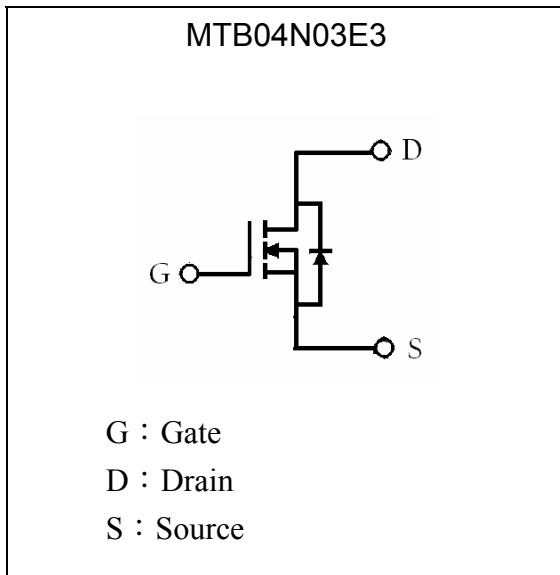 MTB04N03E3
D
G
S
G：Gate
D：Drain
S：Source